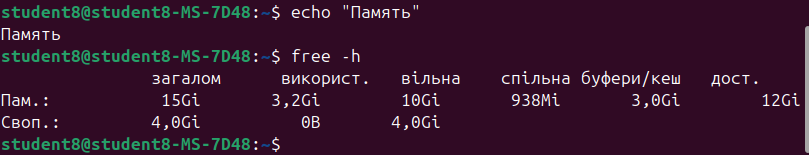 student8@student8-MS-7D48:~$ echo "Память"
Память
student8@student8-MS-7D48:~$ free -h
загалом використ. вільна спільна буфери/кеш дост.
Пам.: 15Gi 3,2Gi 10Gi 938Mi 3,0Gi 12Gi
Своп.: 4,0Gi 0B 4,0Gi
student8@student8-MS-7D48:~$